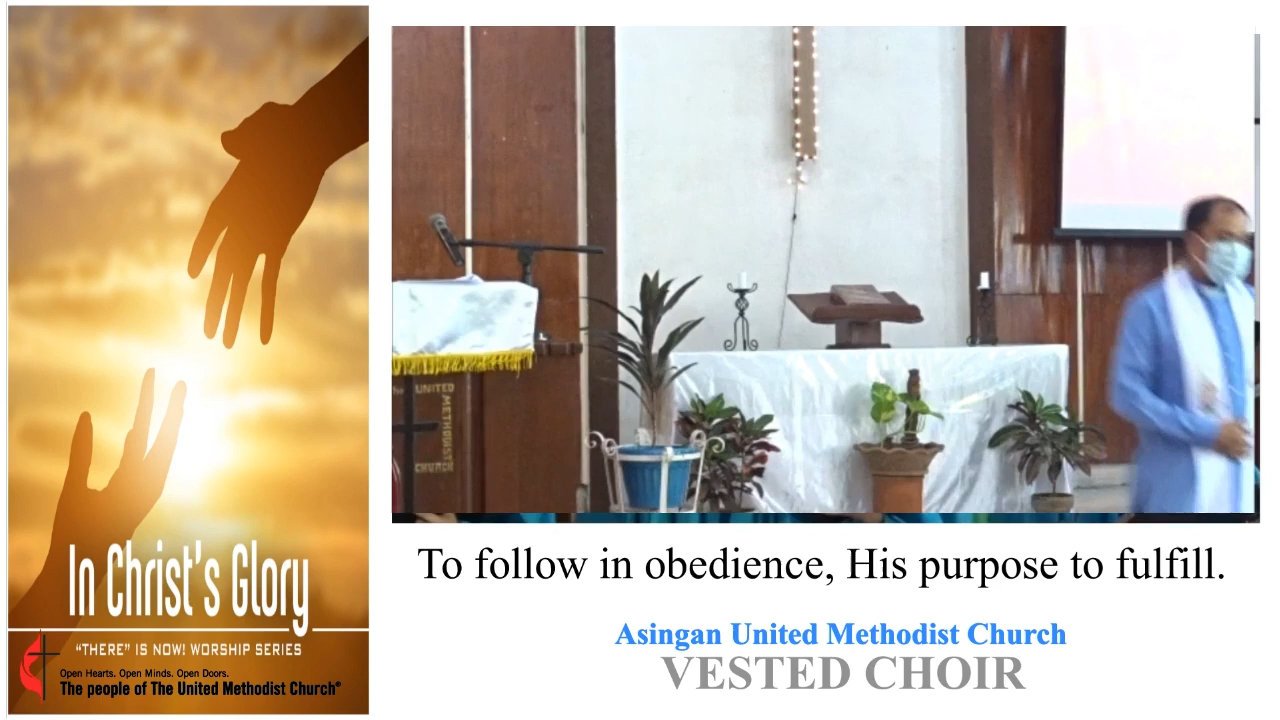 In Christ's Glory
"THERE" IS NOW! WORSHIP SERIES
Open Hearts. Open Minds. Open Doors.
The people of The United Methodist Church®
The UNITED
METHODIST
CHURCH
To follow in obedience, His purpose to fulfill.
Asingan United Methodist Church
VESTED CHOIR